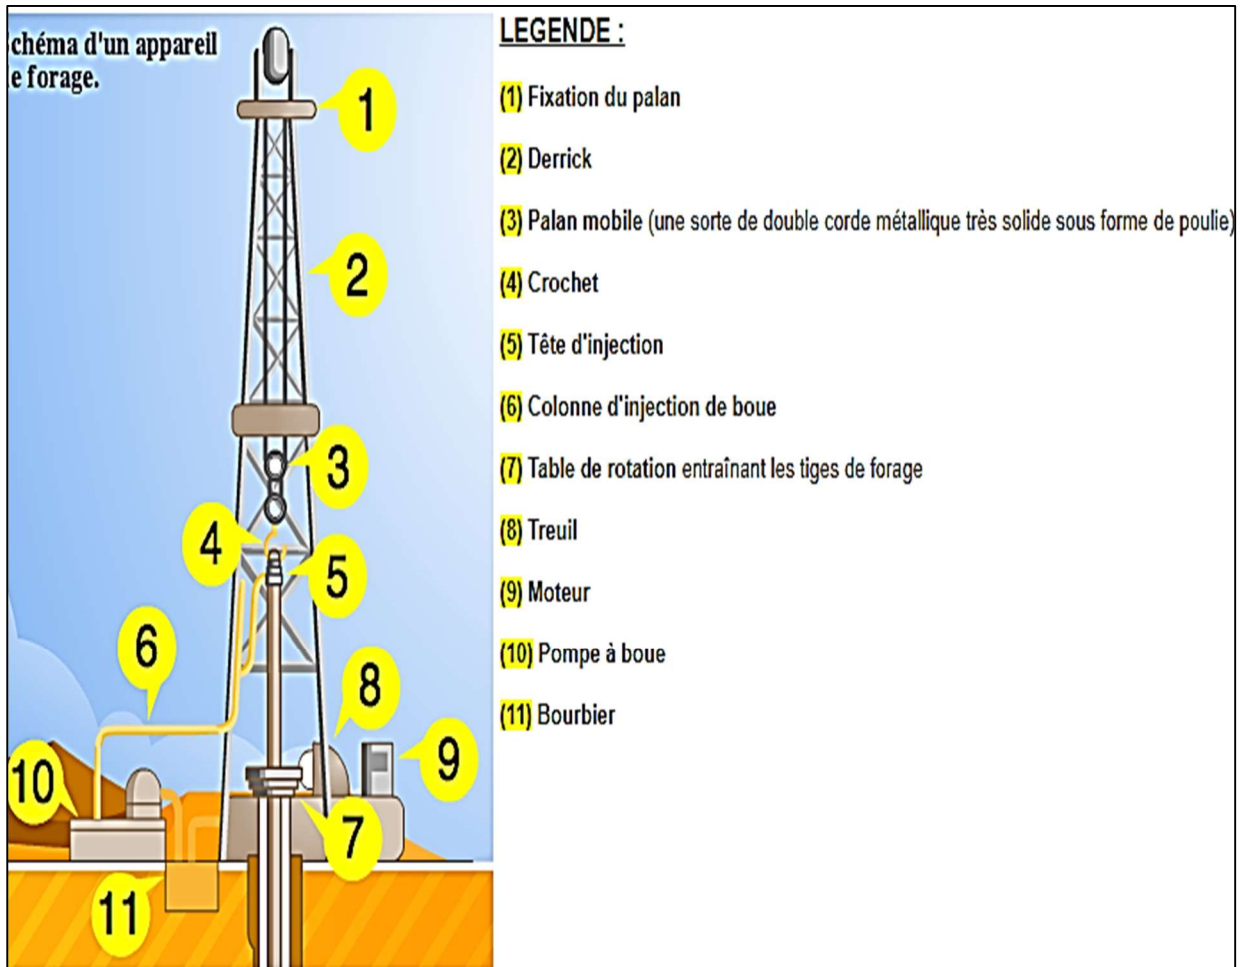 chéma d'un appareil
e forage.
1
2
3
4
5
6
8
9
10
7
11
LEGENDE :
(1) Fixation du palan
(2) Derrick
(3) Palan mobile (une sorte de double corde métallique très solide sous forme de poulie)
(4) Crochet
(5) Tête d'injection
(6) Colonne d'injection de boue
(7) Table de rotation entraînant les tiges de forage
(8) Treuil
(9) Moteur
(10) Pompe à boue
(11) Bourbier